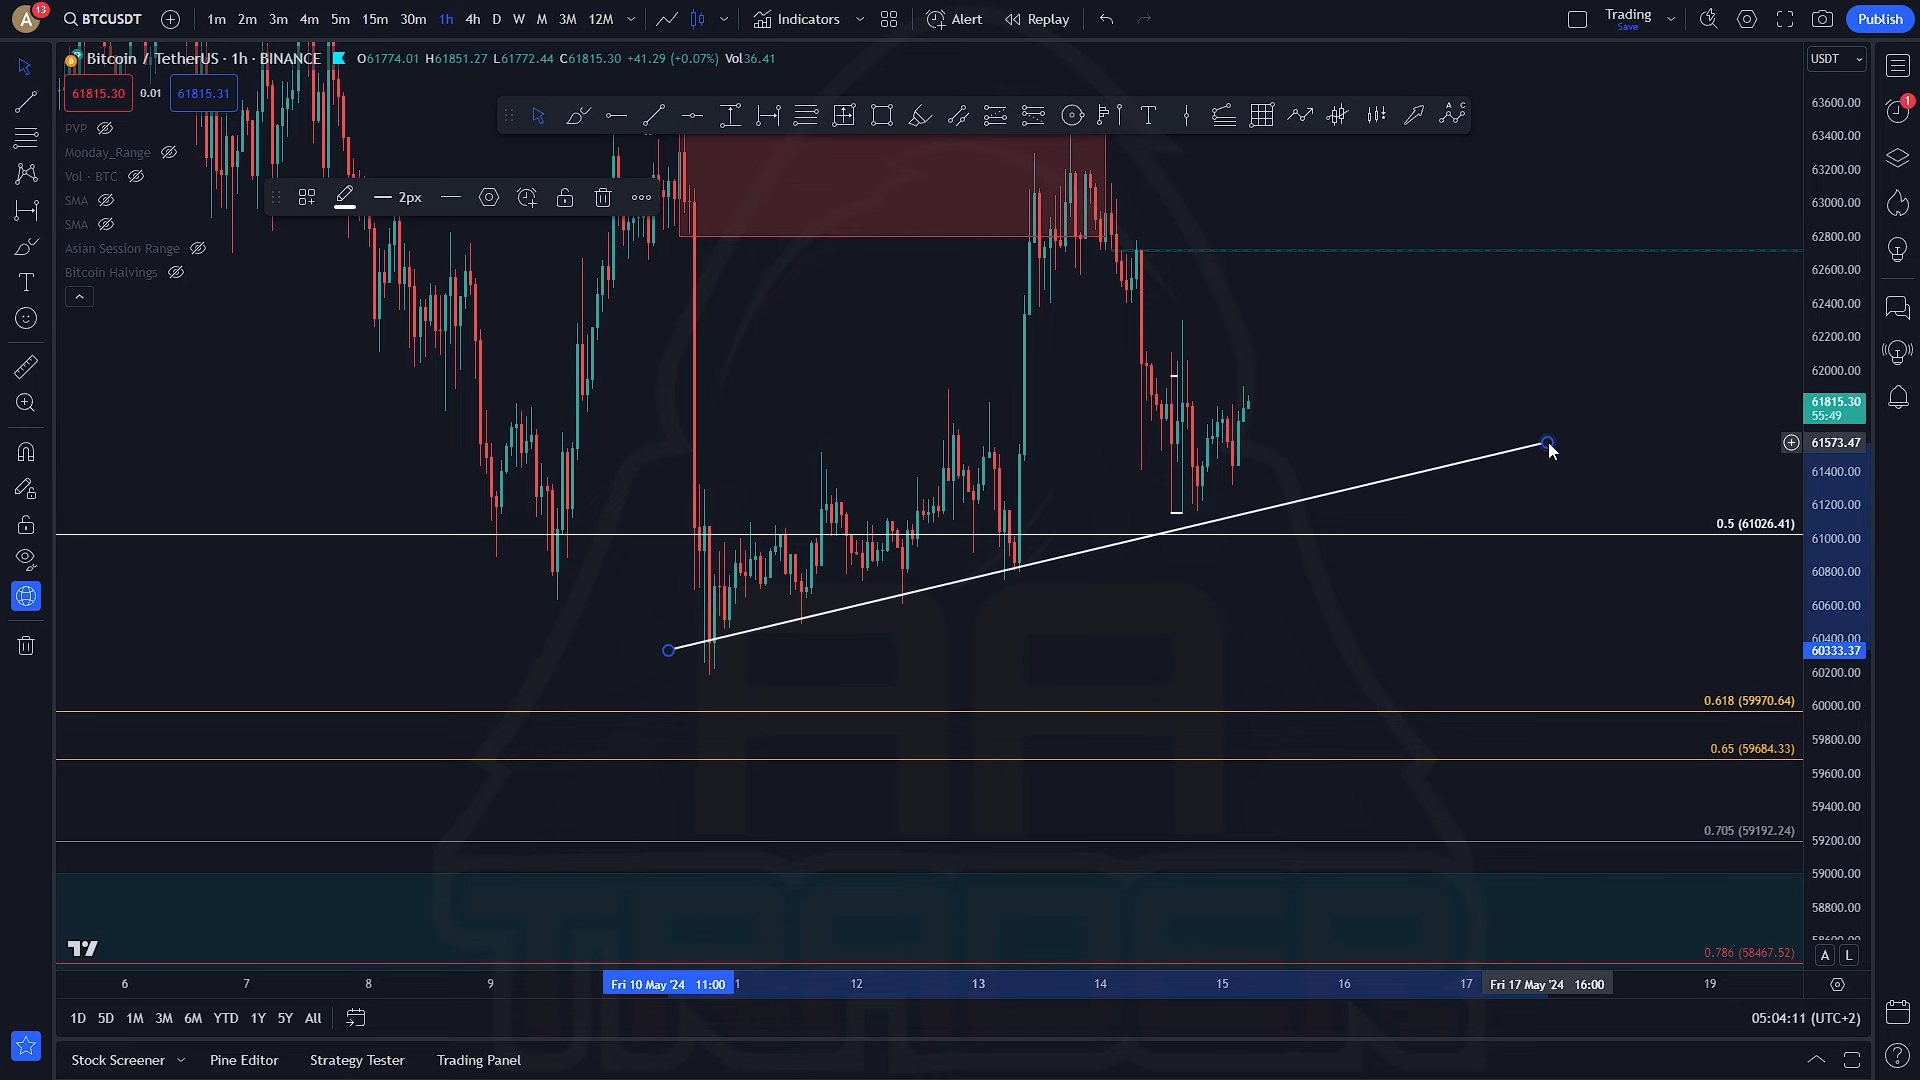 A 13 BTCUSDT 1m 2m 3m 4m 5m 15m 30m 1h 4h D W M 3M 12M Indicators Alert Replay Trading Save Publish
Bitcoin / TetherUS · 1h · BINANCE O61774.01 H61851.27 L61772.44 C61815.30 +41.29 (+0.07%) Vol36.41
USDT
61815.30 0.01 61815.31
1
PVP
Monday_Range
Vol · BTC
SMA
SMA
Asian Session Range
Bitcoin Halvings
2px
63600.00
63400.00
63200.00
63000.00
62800.00
62600.00
62400.00
62200.00
62000.00
61815.30
55:49
61573.47
61400.00
61200.00
0.5 (61026.41)
61000.00
60800.00
60600.00
60400.00
60333.37
60200.00
0.618 (59970.64)
60000.00
59800.00
0.65 (59684.33)
59600.00
59400.00
0.705 (59192.24)
59200.00
59000.00
58800.00
58600.00
0.786 (58467.52)
A L
AA
TRADER
6 7 8 9 Fri 10 May '24 11:00 1 12 13 14 15 16 17 Fri 17 May '24 16:00 19
1D 5D 1M 3M 6M YTD 1Y 5Y All 05:04:11 (UTC+2)
Stock Screener Pine Editor Strategy Tester Trading Panel